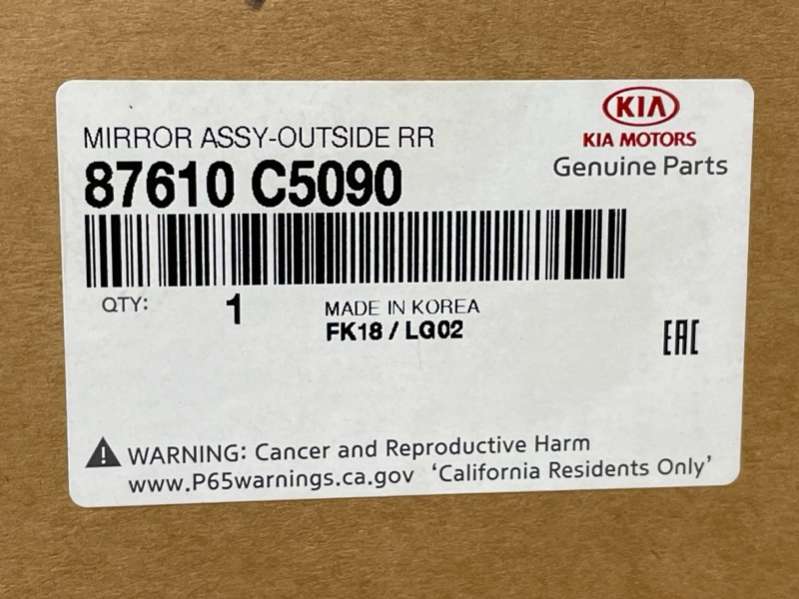 KIA
KIA MOTORS
Genuine Parts
MIRROR ASSY-OUTSIDE RR
87610 C5090
QTY: 1
MADE IN KOREA
FK18 / LG02
EAC
WARNING: Cancer and Reproductive Harm
www.P65warnings.ca.gov 'California Residents Only'